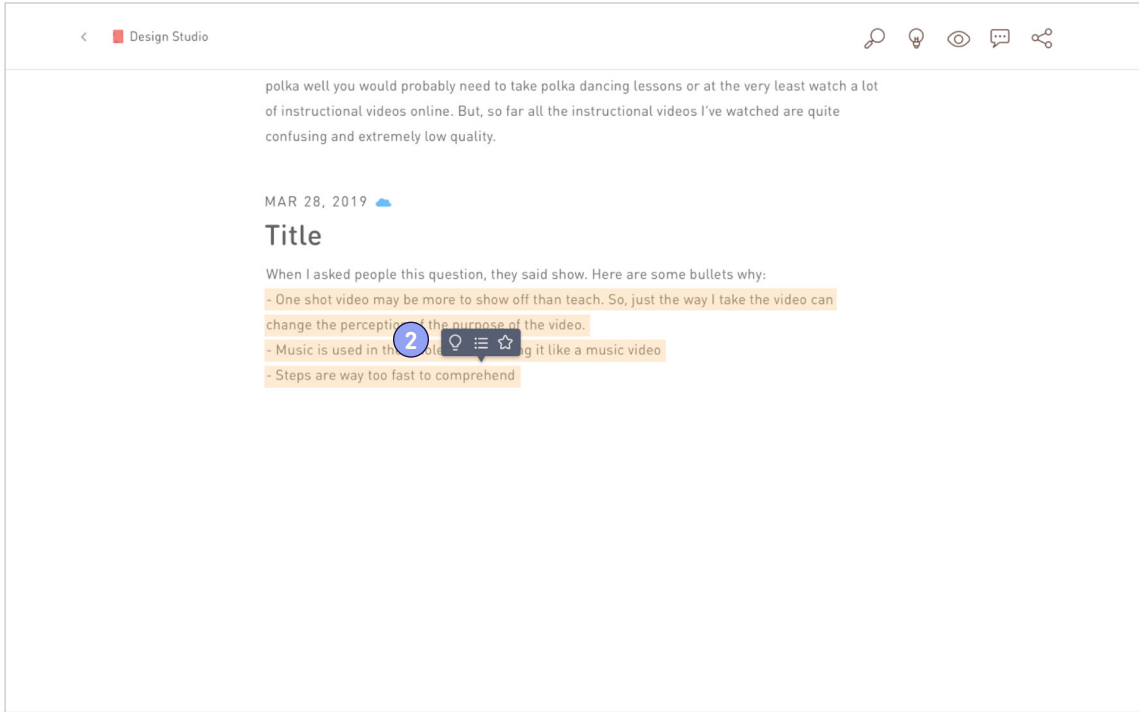 Design Studio
polka well you would probably need to take polka dancing lessons or at the very least watch a lot
of instructional videos online. But, so far all the instructional videos I've watched are quite
confusing and extremely low quality.
MAR 28, 2019
Title
When I asked people this question, they said show. Here are some bullets why:
- One shot video may be more to show off than teach. So, just the way I take the video can
change the perception of the purpose of the video.
2
- Music is used in it like a music video
- Steps are way too fast to comprehend